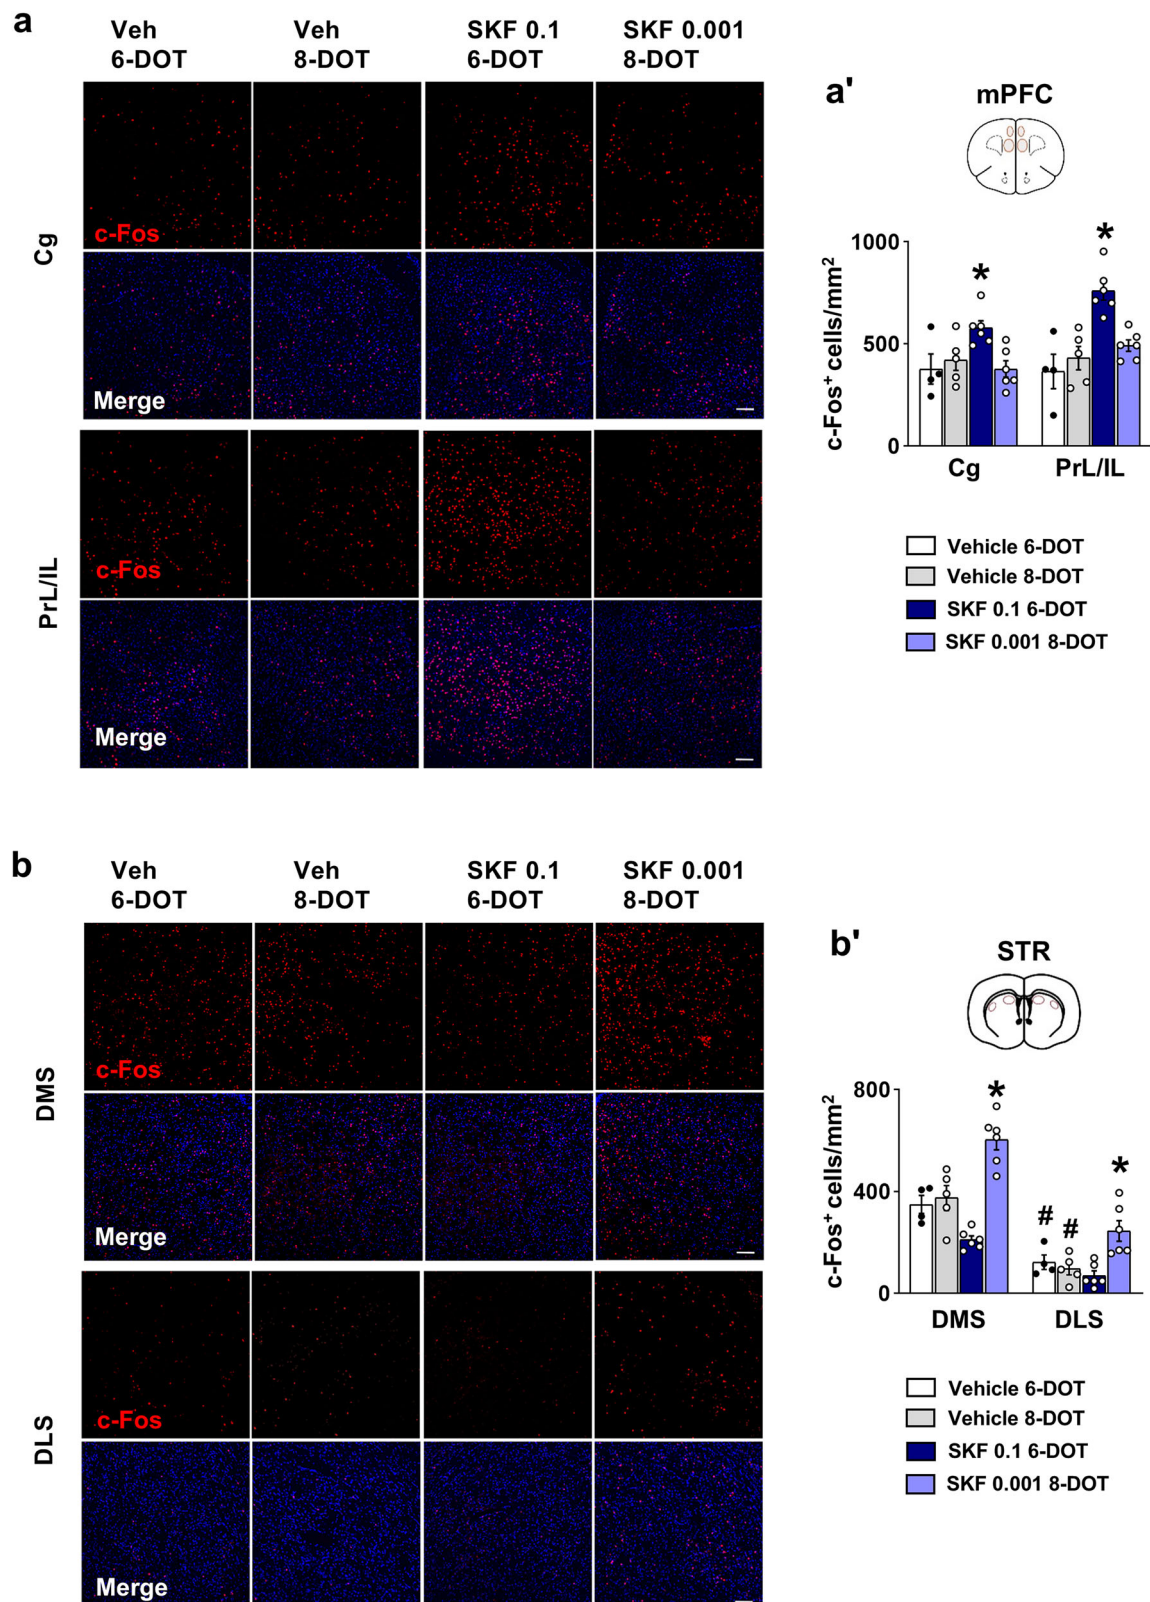 a
Veh
6-DOT
Veh
8-DOT
SKF 0.1
6-DOT
SKF 0.001
8-DOT
Cg
c-Fos
Merge
PrL/IL
c-Fos
Merge
a'
mPFC
c-Fos⁺ cells/mm²
1000
500
0
*
*
Cg
PrL/IL
Vehicle 6-DOT
Vehicle 8-DOT
SKF 0.1 6-DOT
SKF 0.001 8-DOT
b
Veh
6-DOT
Veh
8-DOT
SKF 0.1
6-DOT
SKF 0.001
8-DOT
DMS
c-Fos
Merge
DLS
c-Fos
Merge
b'
STR
c-Fos⁺ cells/mm²
800
400
0
*
# #
*
DMS
DLS
Vehicle 6-DOT
Vehicle 8-DOT
SKF 0.1 6-DOT
SKF 0.001 8-DOT